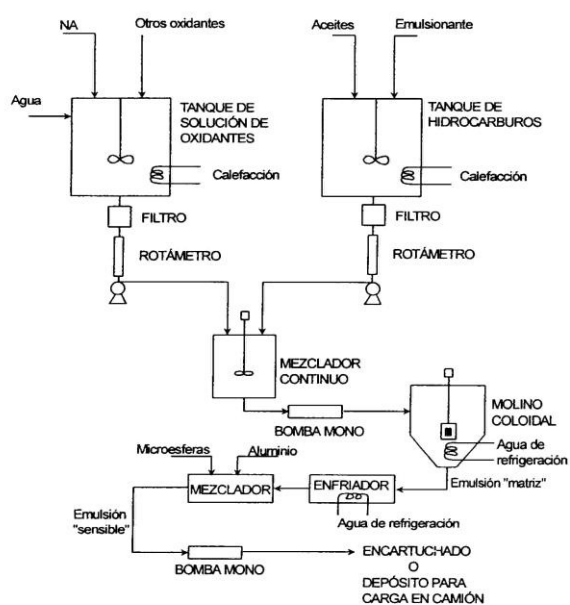 NA
Otros oxidantes
Aceites
Emulsionante
Agua
TANQUE DE
SOLUCIÓN DE
OXIDANTES
TANQUE DE
HIDROCARBUROS
Calefacción
Calefacción
FILTRO
FILTRO
ROTÁMETRO
ROTÁMETRO
MEZCLADOR
CONTINUO
MOLINO
COLOIDAL
BOMBA MONO
Agua de
refrigeración
Microesferas
Aluminio
MEZCLADOR
ENFRIADOR
Emulsión "matriz"
Emulsión
"sensible"
Agua de refrigeración
BOMBA MONO
ENCARTUCHADO
O
DEPÓSITO PARA
CARGA EN CAMIÓN